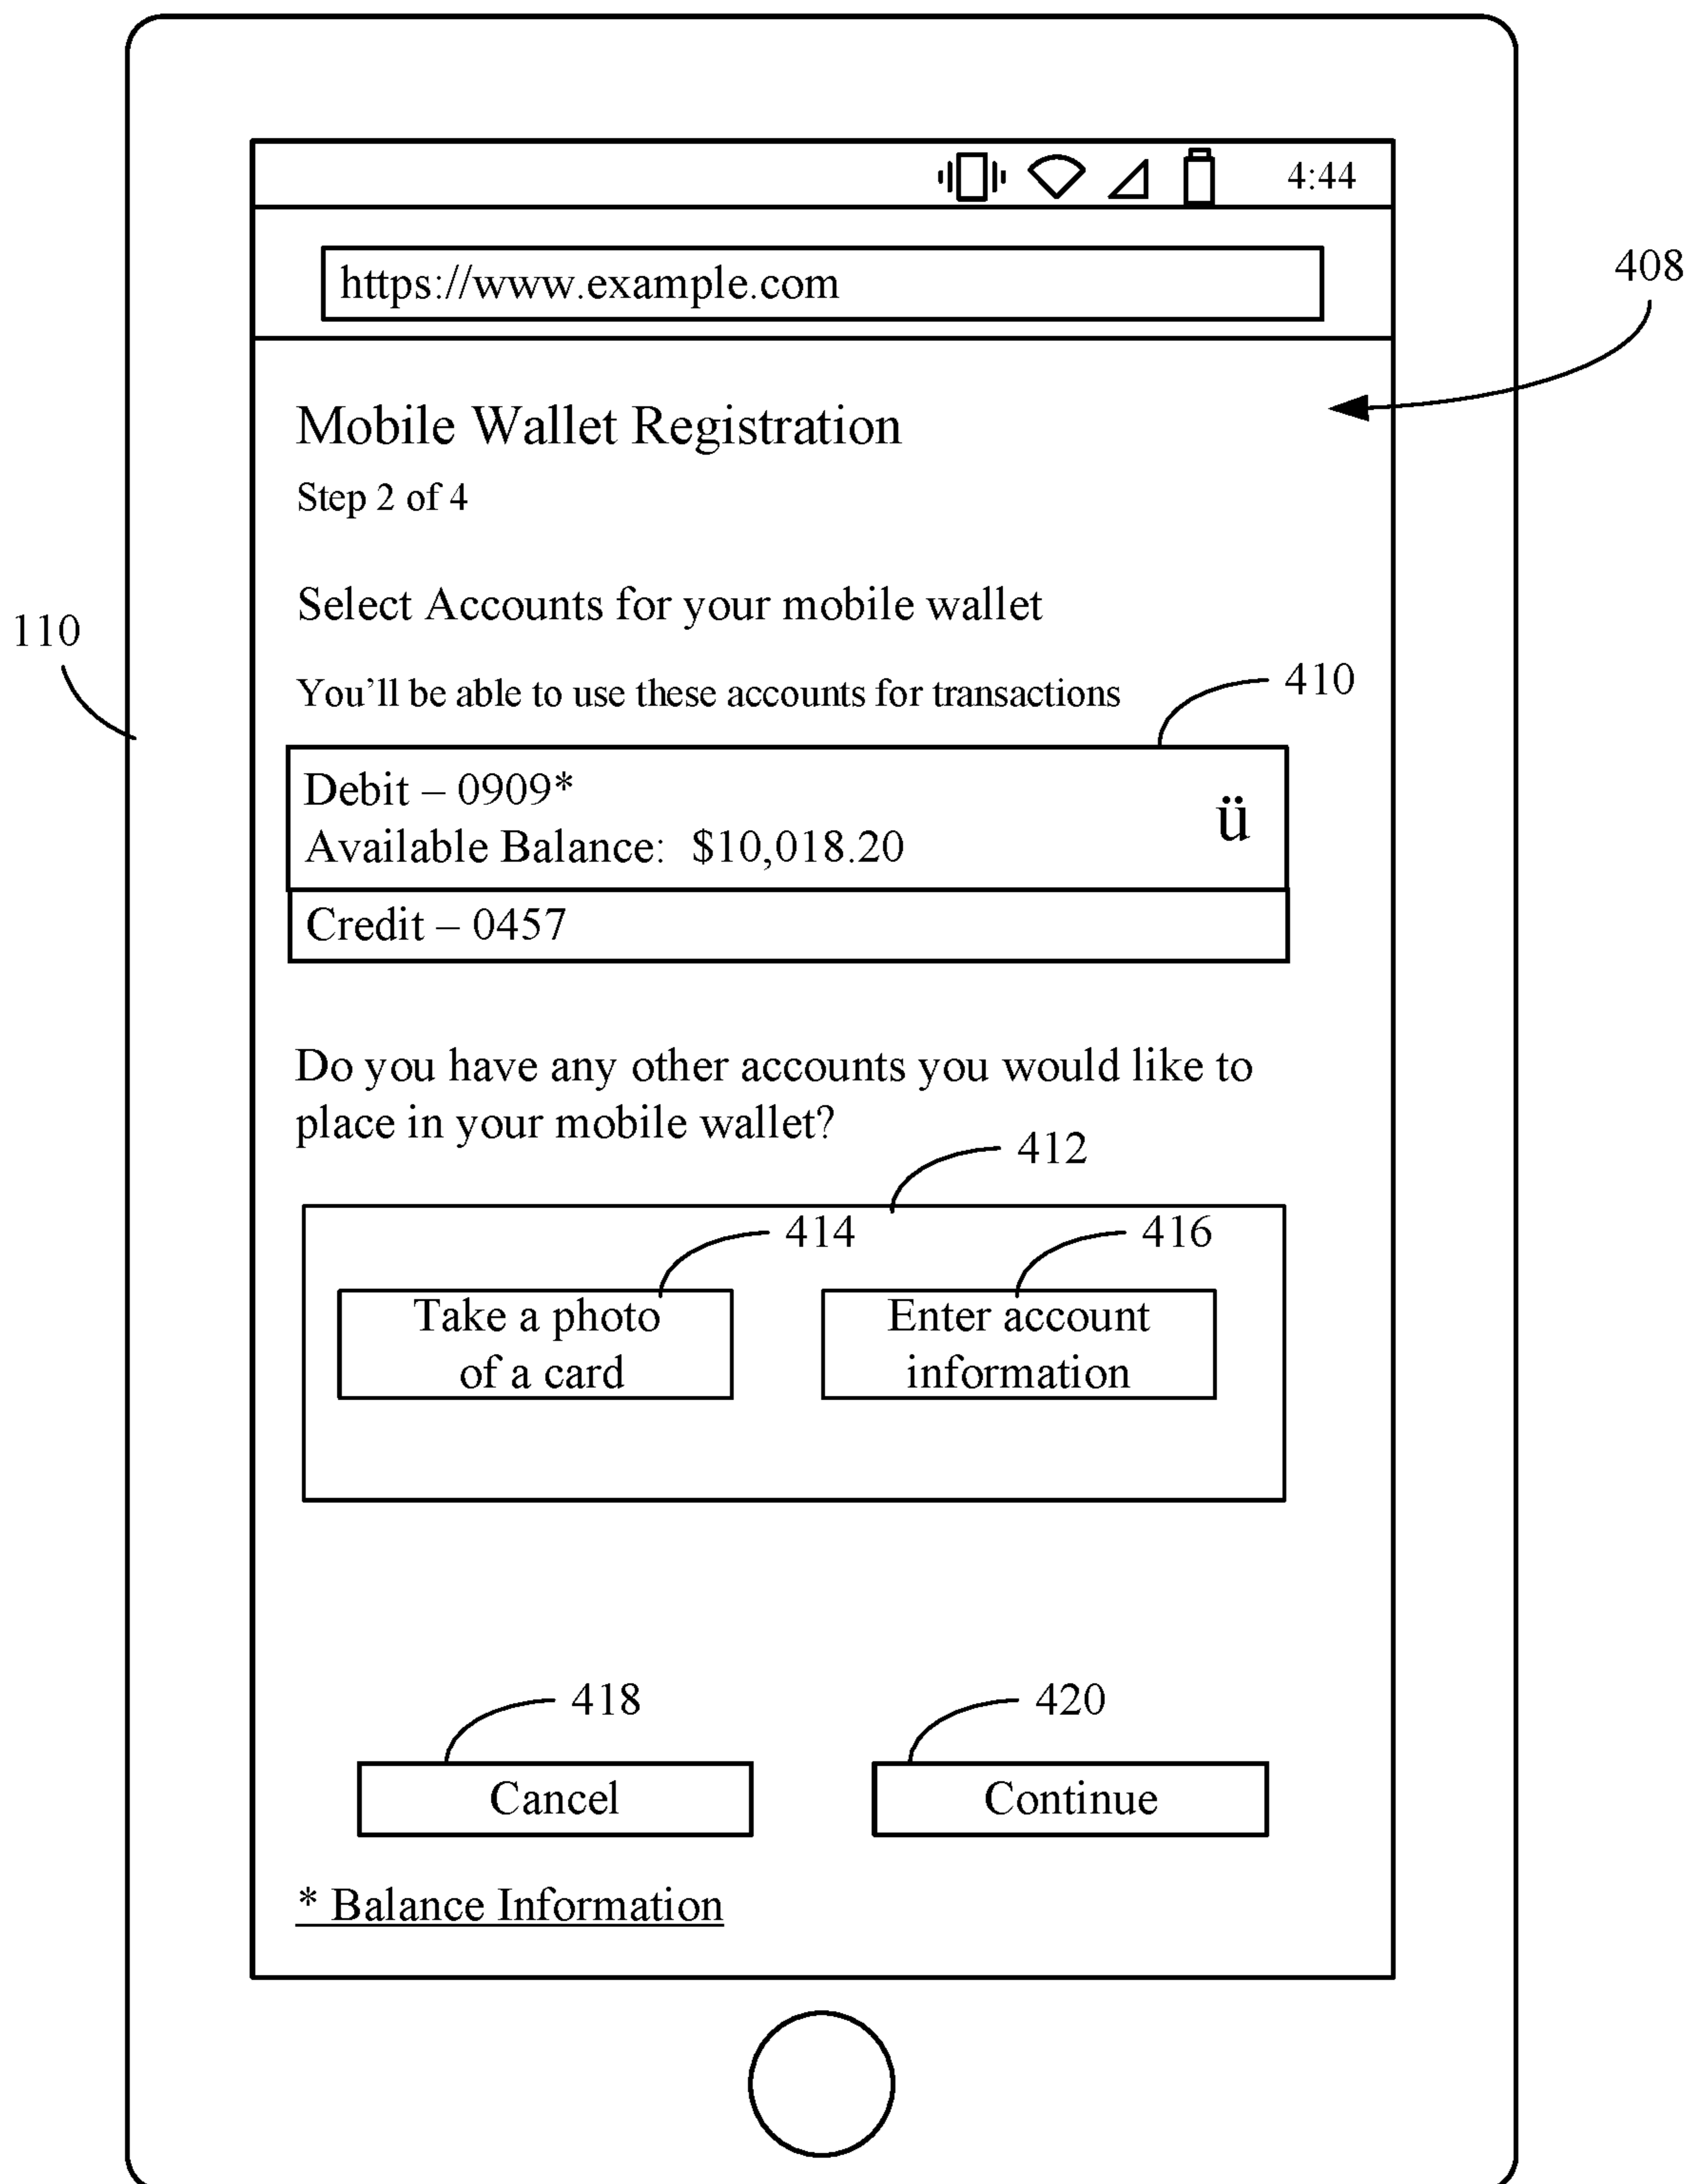 4:44
https://www.example.com
408
Mobile Wallet Registration
Step 2 of 4
Select Accounts for your mobile wallet
110
You’ll be able to use these accounts for transactions
410
Debit – 0909*
ü
Available Balance:  $10,018.20
Credit – 0457
Do you have any other accounts you would like to
place in your mobile wallet?
412
414
416
Take a photo
of a card
Enter account
information
418
420
Cancel
Continue
* Balance Information